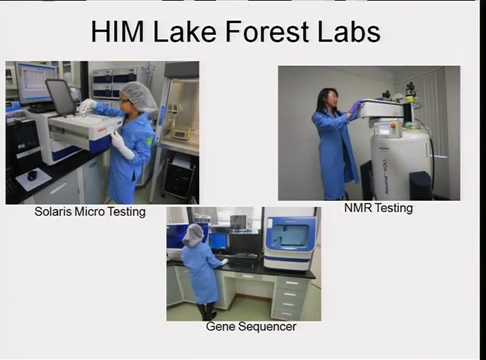 HIM Lake Forest Labs
Solaris Micro Testing
NMR Testing
Gene Sequencer